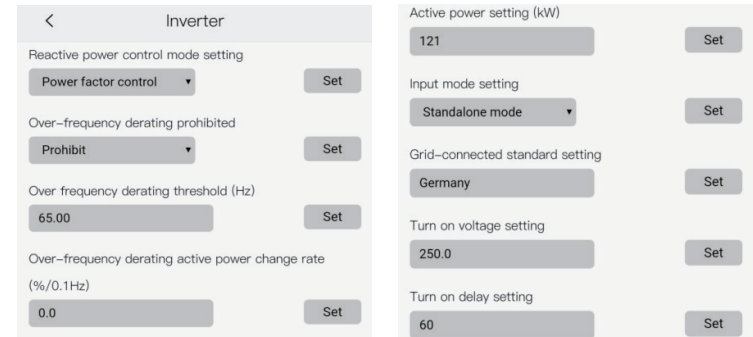 Inverter
Reactive power control mode setting
Power factor control
Set
Over-frequency derating prohibited
Prohibit
Set
Over frequency derating threshold (Hz)
65.00
Set
Over-frequency derating active power change rate
(%/0.1Hz)
0.0
Set
Active power setting (kW)
121
Set
Input mode setting
Standalone mode
Set
Grid-connected standard setting
Germany
Set
Turn on voltage setting
250.0
Set
Turn on delay setting
60
Set